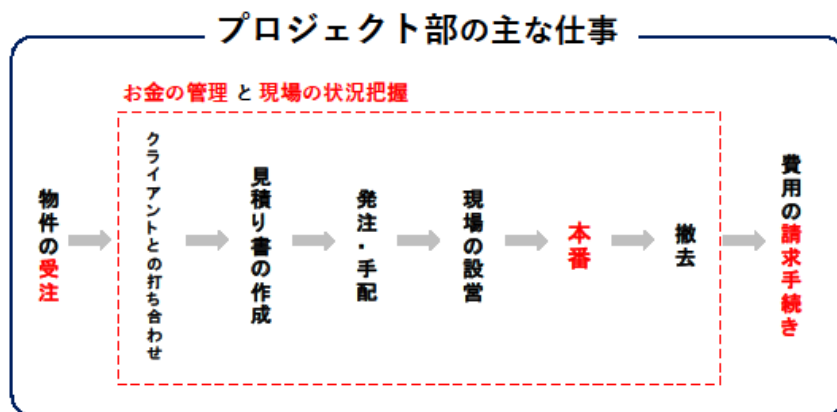 プロジェクト部の主な仕事
お金の管理 と 現場の状況把握
物件の受注
クライアントとの打ち合わせ
見積り書の作成
発注・手配
現場の設営
本番
撤去
費用の請求手続き